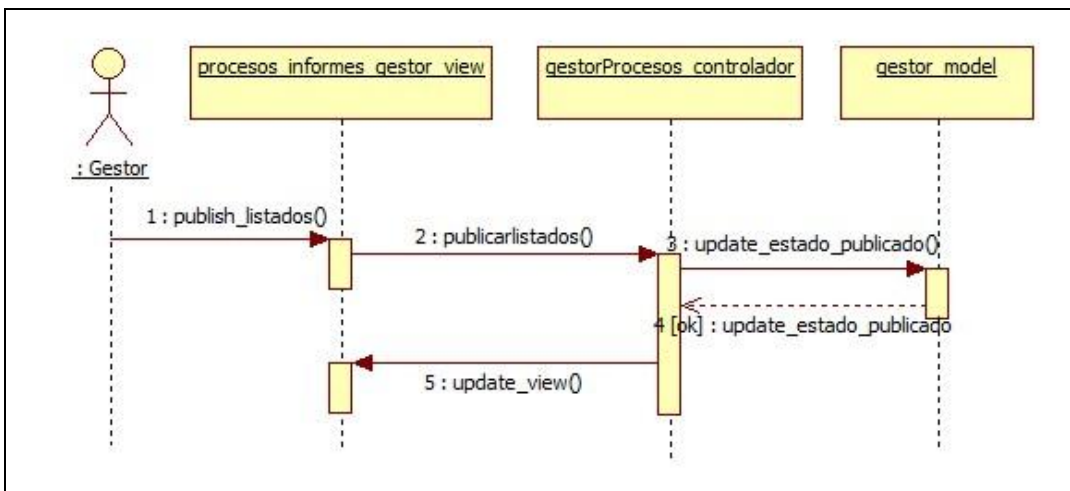 procesos_informes_gestor_view
gestorProcesos_controlador
gestor_model
: Gestor
1 : publish_listados()
2 : publicarlistados()
3 : update_estado_publicado()
4 [ok] : update_estado_publicado
5 : update_view()